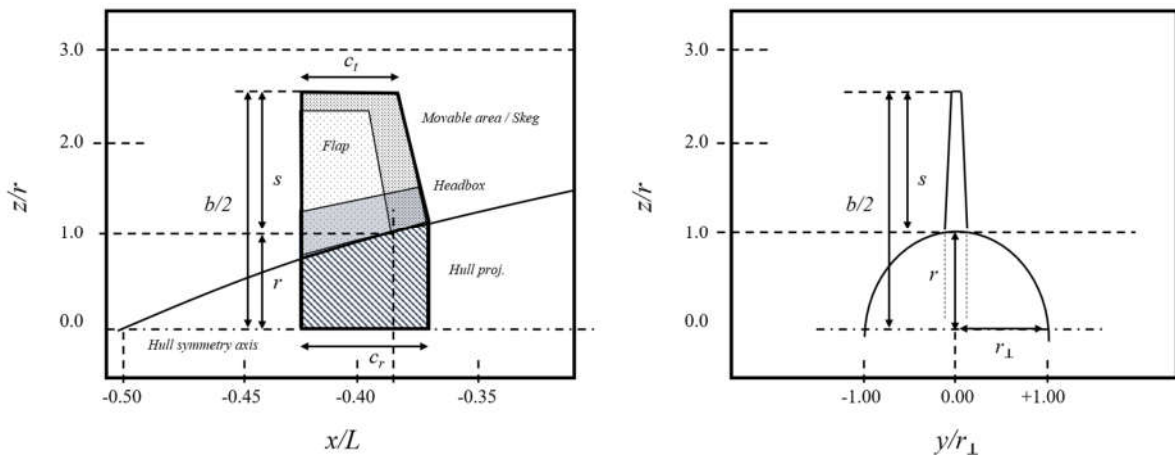 3.0
2.0
1.0
0.0
z/r
c_t
Movable area / Skeg
Flap
s
Headbox
b/2
r
Hull proj.
Hull symmetry axis
c_r
-0.50
-0.45
-0.40
-0.35
x/L
3.0
2.0
1.0
0.0
z/r
s
b/2
r
r_⊥
-1.00
0.00
+1.00
y/r_⊥